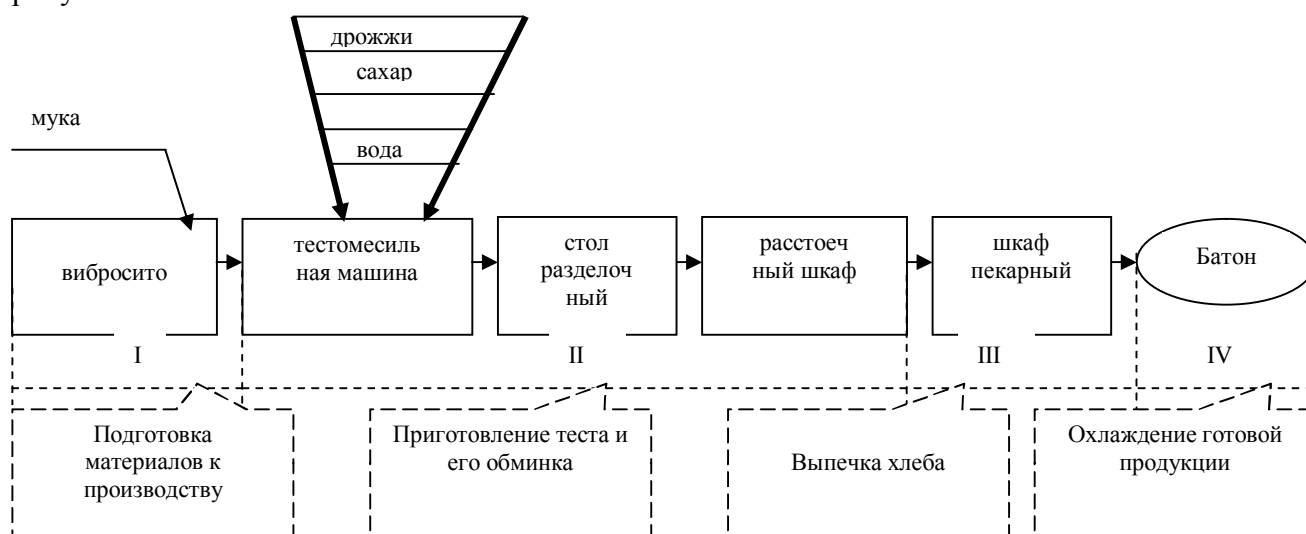 дрожжи
сахар
вода
мука
вибросито
тестомесиль
ная машина
стол
разделоч
ный
расстоеч
ный шкаф
шкаф
пекарный
Батон
I
II
III
IV
Подготовка
материалов к
производству
Приготовление теста и
его обминка
Выпечка хлеба
Охлаждение готовой
продукции